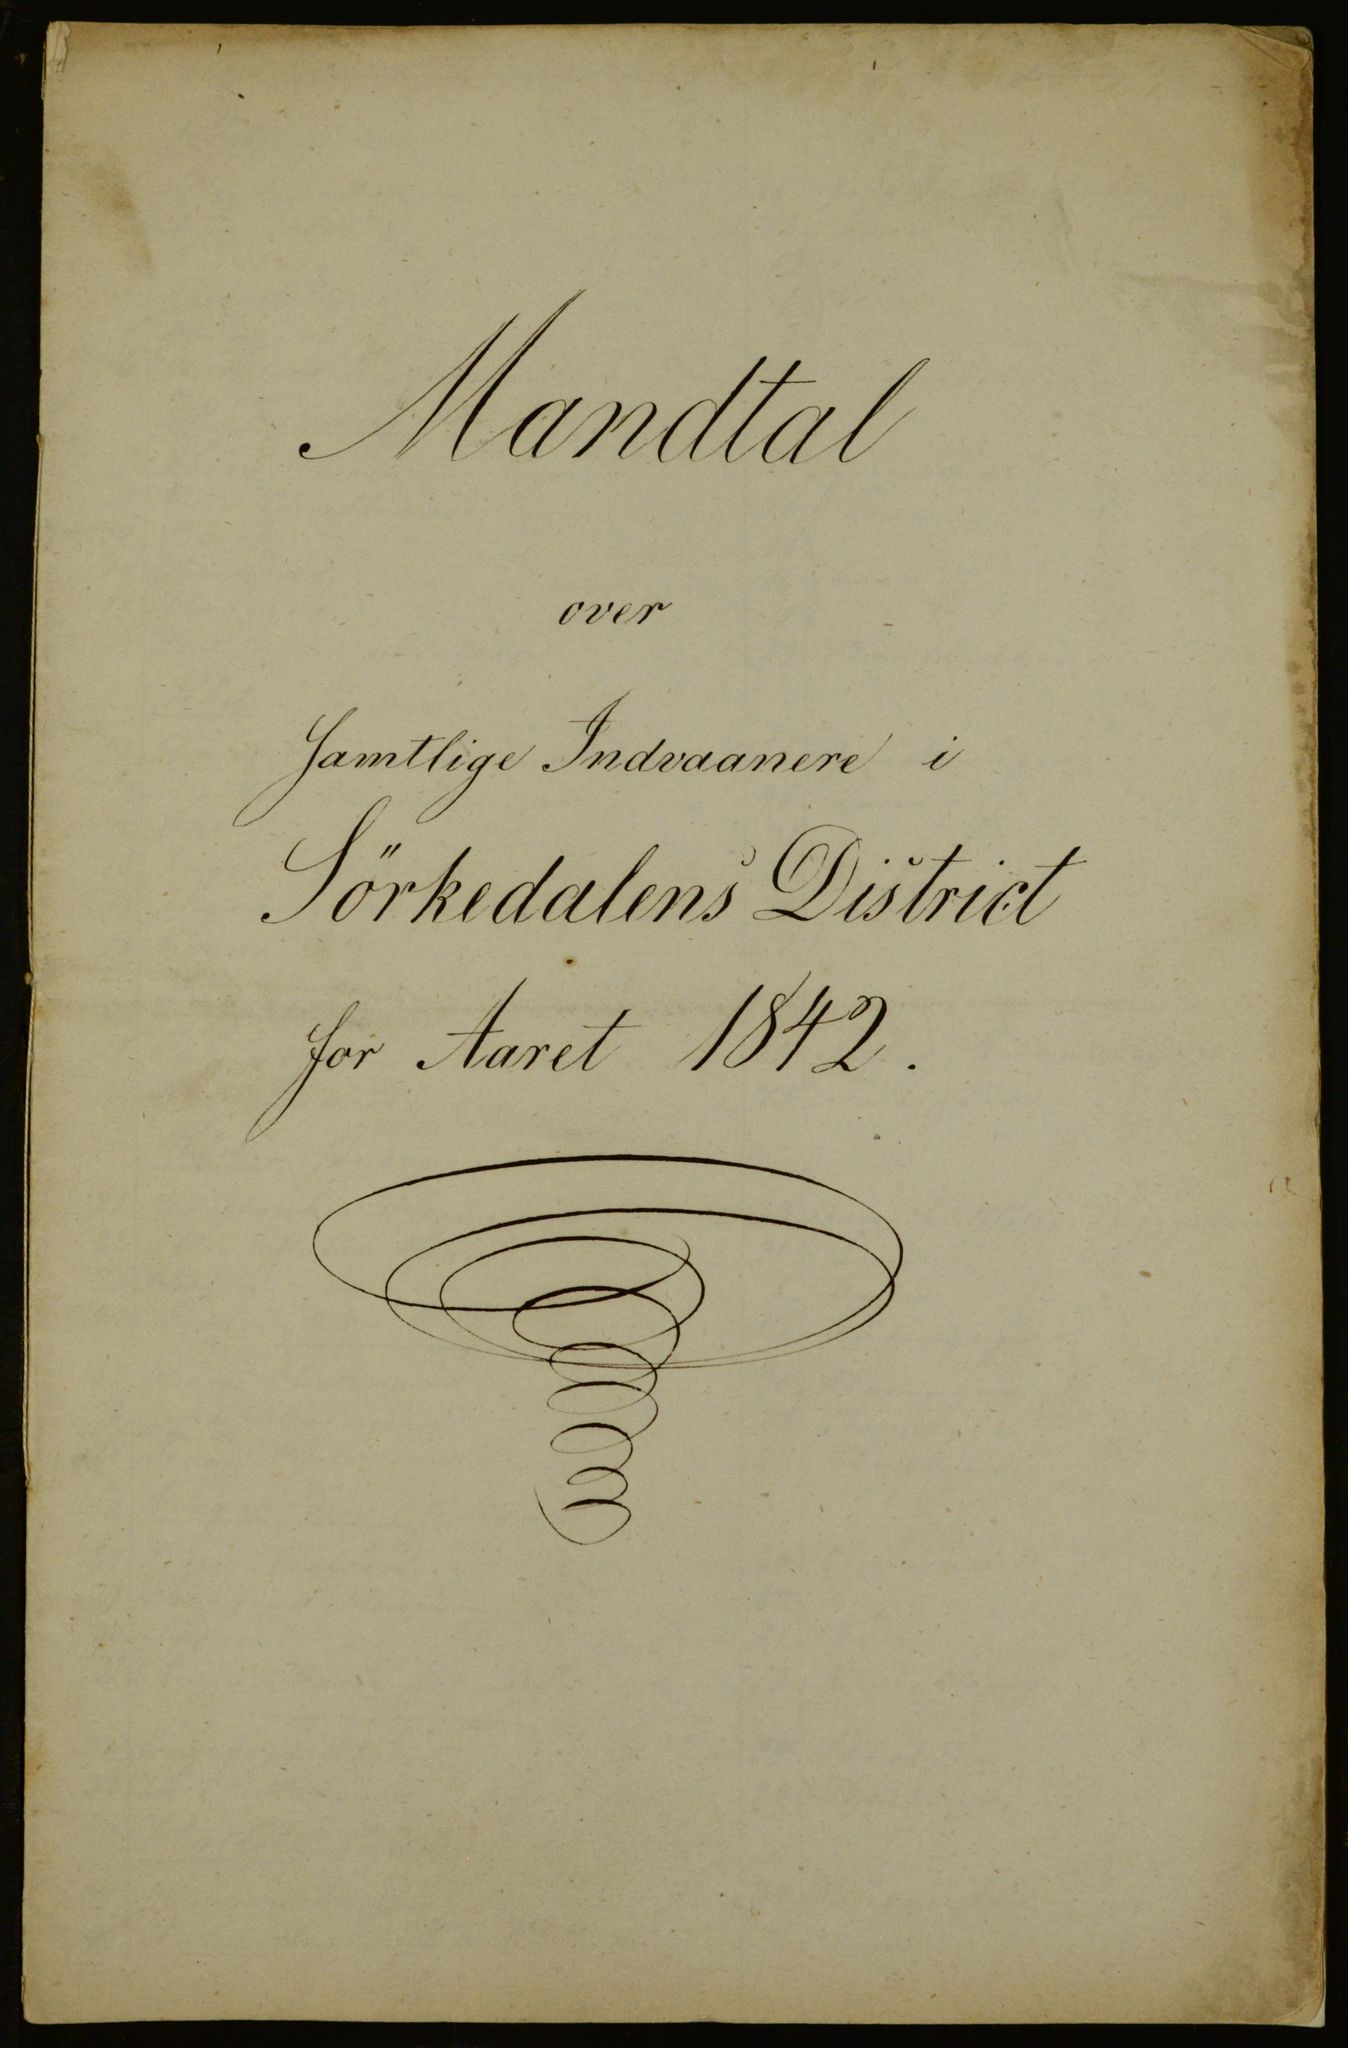 Mandtal
over
samtlige Indvaanere i
Sörkedalens District
for Aaret 1842.